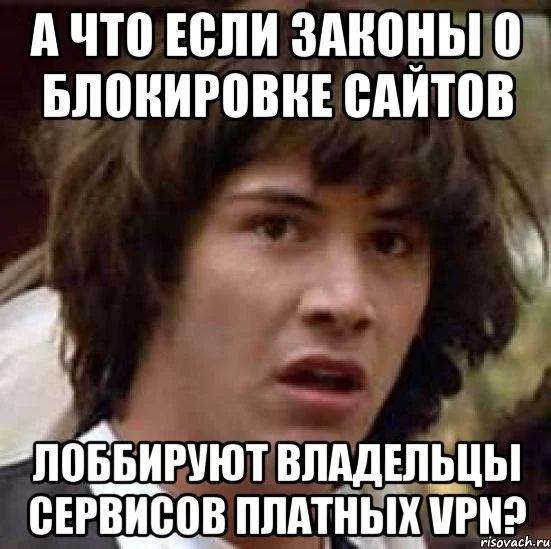 А ЧТО ЕСЛИ ЗАКОНЫ О
БЛОКИРОВКЕ САЙТОВ
ЛОББИРУЮТ ВЛАДЕЛЬЦЫ
СЕРВИСОВ ПЛАТНЫХ VPN?
risovach.ru